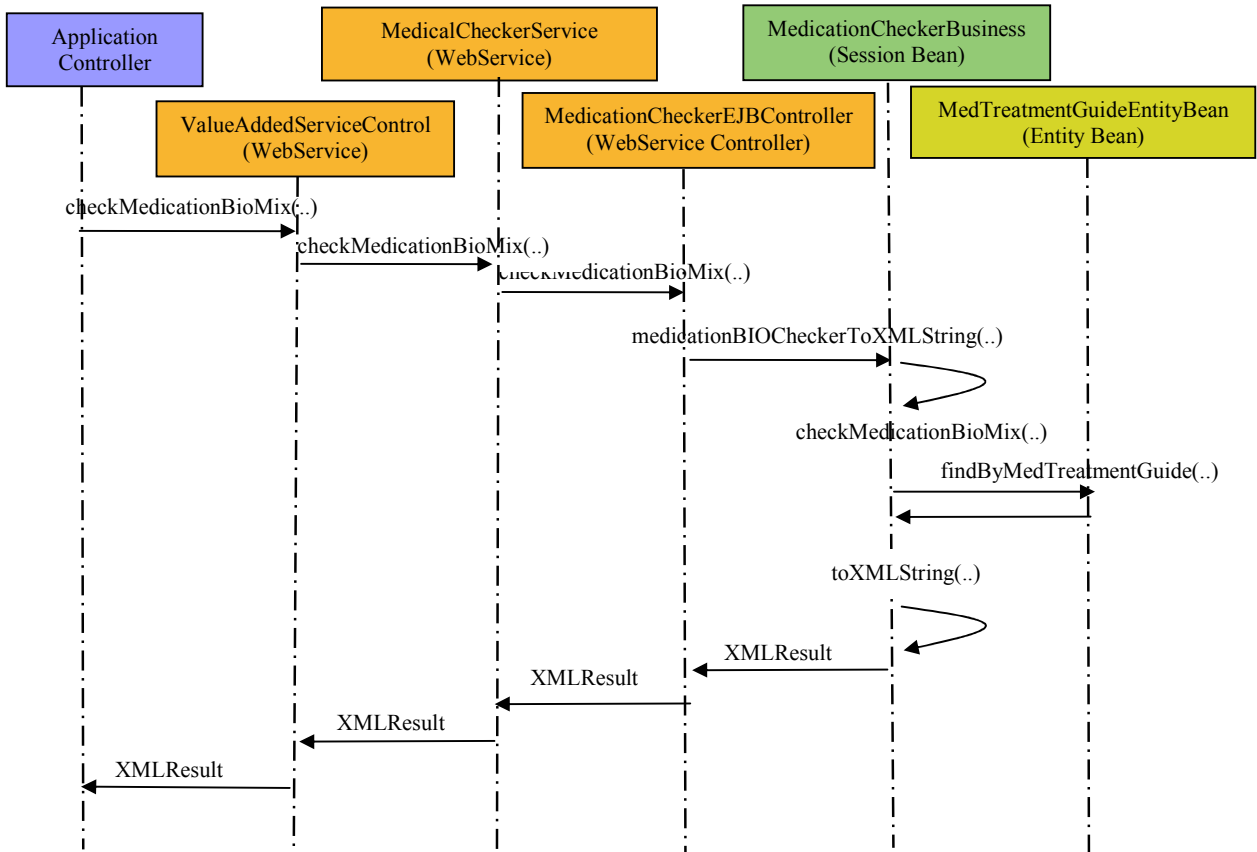 Application
Controller
MedicalCheckerService
(WebService)
MedicationCheckerBusiness
(Session Bean)
ValueAddedServiceControl
(WebService)
MedicationCheckerEJBController
(WebService Controller)
MedTreatmentGuideEntityBean
(Entity Bean)
checkMedicationBioMix(..)
checkMedicationBioMix(..)
checkMedicationBioMix(..)
medicationBIOCheckerToXMLString(..)
checkMedicationBioMix(..)
findByMedTreatmentGuide(..)
toXMLString(..)
XMLResult
XMLResult
XMLResult
XMLResult